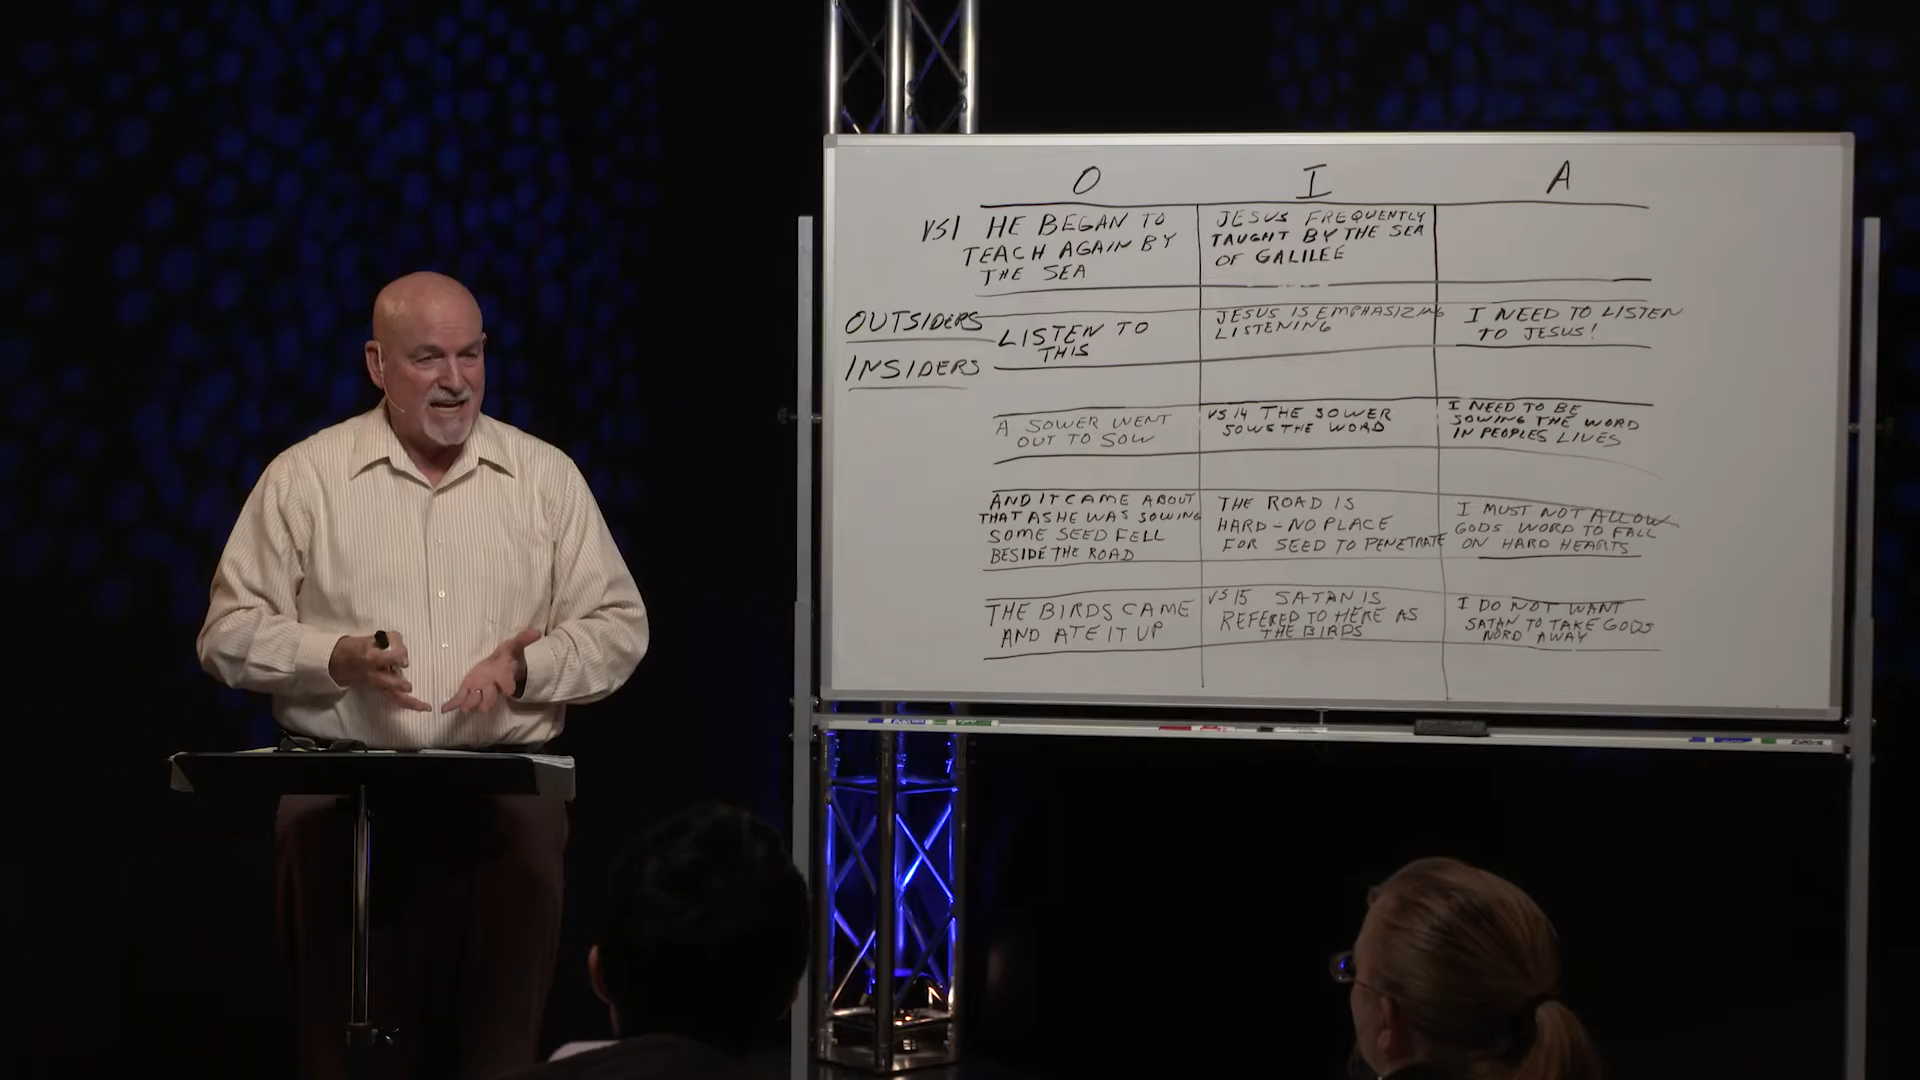 O I A
VS1 HE BEGAN TO
TEACH AGAIN BY
THE SEA
JESUS FREQUENTLY
TAUGHT BY THE SEA
OF GALILEE
OUTSIDERS
INSIDERS
LISTEN TO
THIS
JESUS IS EMPHASIZING
LISTENING
I NEED TO LISTEN
TO JESUS!
A SOWER WENT
OUT TO SOW
VS 14 THE SOWER
SOWS THE WORD
I NEED TO BE
SOWING THE WORD
IN PEOPLES LIVES
AND IT CAME ABOUT
THAT AS HE WAS SOWING
SOME SEED FELL
BESIDE THE ROAD
THE ROAD IS
HARD - NO PLACE
FOR SEED TO PENETRATE
I MUST NOT ALLOW
GODS WORD TO FALL
ON HARD HEARTS
THE BIRDS CAME
AND ATE IT UP
VS 15 SATAN IS
REFERED TO HERE AS
THE BIRDS
I DO NOT WANT
SATAN TO TAKE GODS
WORD AWAY